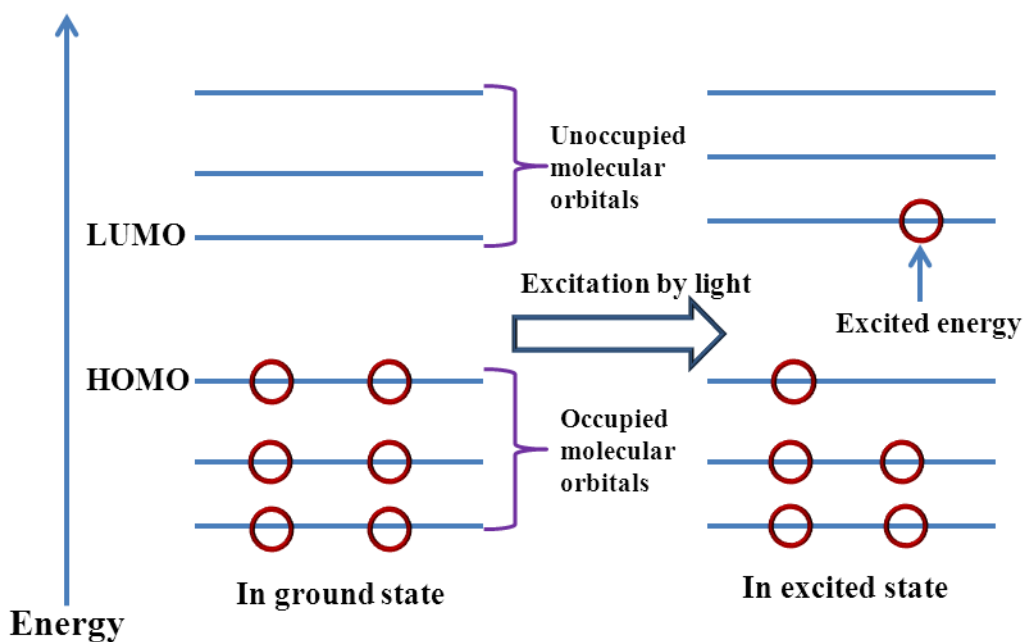 Unoccupied
molecular
orbitals
LUMO
Excitation by light
Excited energy
HOMO
Occupied
molecular
orbitals
In ground state
In excited state
Energy